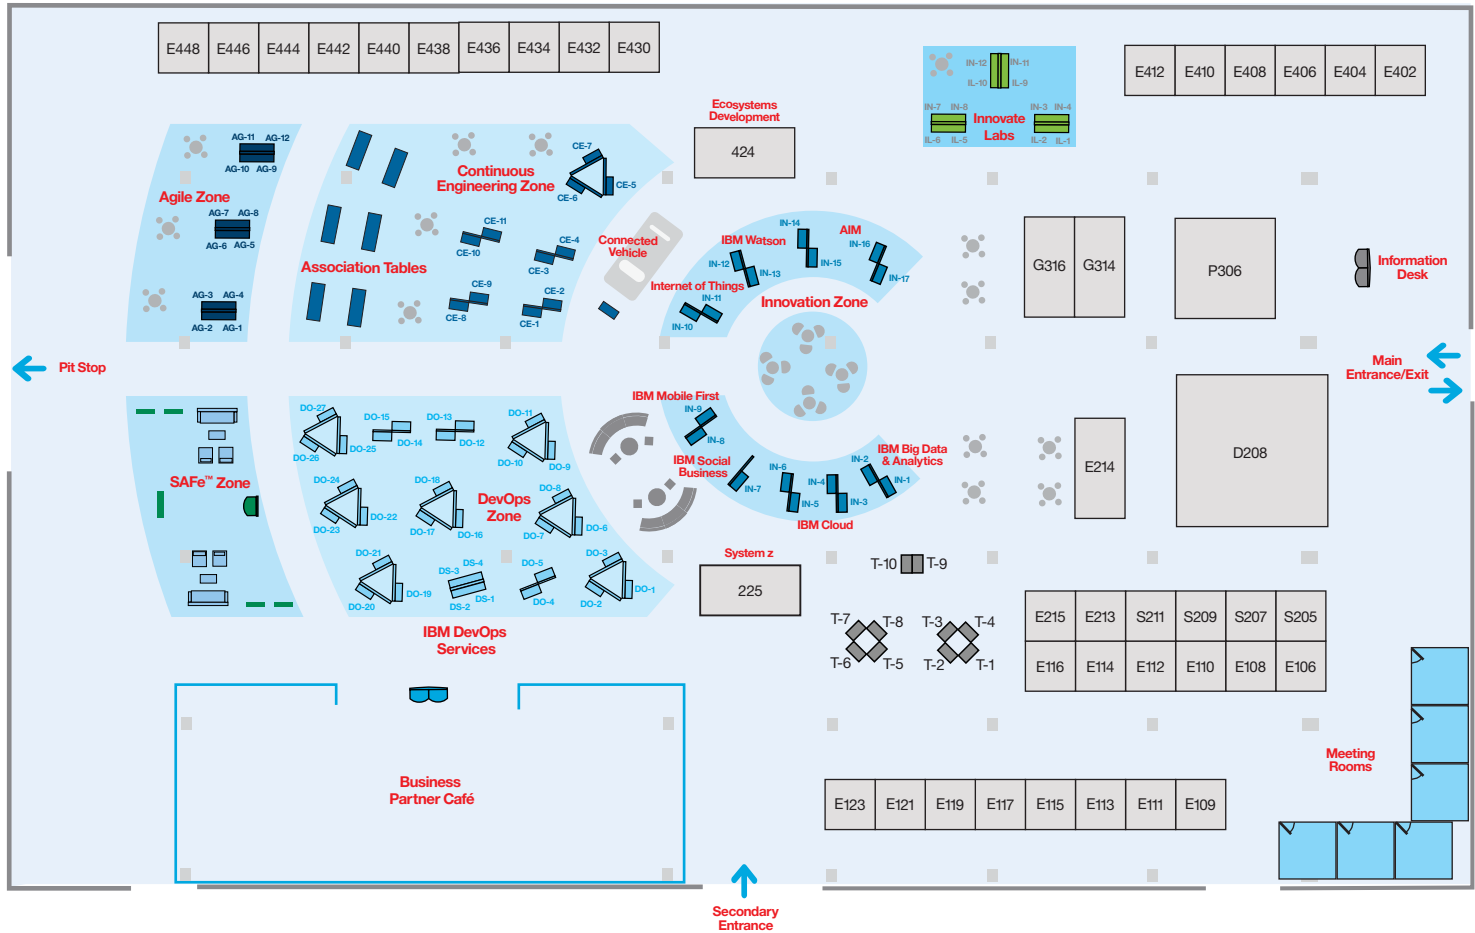 E448 E446 E444 E442 E440 E438 E436 E434 E432 E430
E412 E410 E408 E406 E404 E402
IN-12 IN-11
IL-10 IL-9
IN-7 IN-8 IN-3 IN-4
Innovate
Labs
IL-6 IL-5 IL-2 IL-1
Ecosystems
Development
424
AG-11 AG-12
AG-10 AG-9
Agile Zone
AG-7 AG-8
AG-6 AG-5
AG-3 AG-4
AG-2 AG-1
Continuous
Engineering Zone
CE-7
CE-5
CE-6
CE-11
CE-10
CE-4
CE-3
CE-9
CE-8
CE-2
CE-1
Association Tables
Connected
Vehicle
IN-14
IN-15
AIM
IN-16
IN-17
IBM Watson
IN-12
IN-13
Internet of Things
IN-11
IN-10
Innovation Zone
G316 G314
P306
Information
Desk
Pit Stop
Main
Entrance/Exit
IBM Mobile First
IN-9
IN-8
IBM Social
Business
IN-7
IN-6
IN-5
IN-4
IN-3
IBM Cloud
IBM Big Data
& Analytics
IN-2
IN-1
E214
D208
SAFe™ Zone
DO-27
DO-25
DO-26
DO-15
DO-14
DO-13
DO-12
DO-11
DO-10
DO-9
DO-24
DO-22
DO-23
DO-18
DO-17
DO-16
DevOps
Zone
DO-8
DO-6
DO-7
DO-21
DO-19
DO-20
DS-4
DS-3
DS-1
DS-2
DO-5
DO-4
DO-3
DO-1
DO-2
IBM DevOps
Services
System z
225
T-10 T-9
T-7 T-8
T-6 T-5
T-3 T-4
T-2 T-1
E215 E213 S211 S209 S207 S205
E116 E114 E112 E110 E108 E106
Meeting
Rooms
Business
Partner Café
E123 E121 E119 E117 E115 E113 E111 E109
Secondary
Entrance